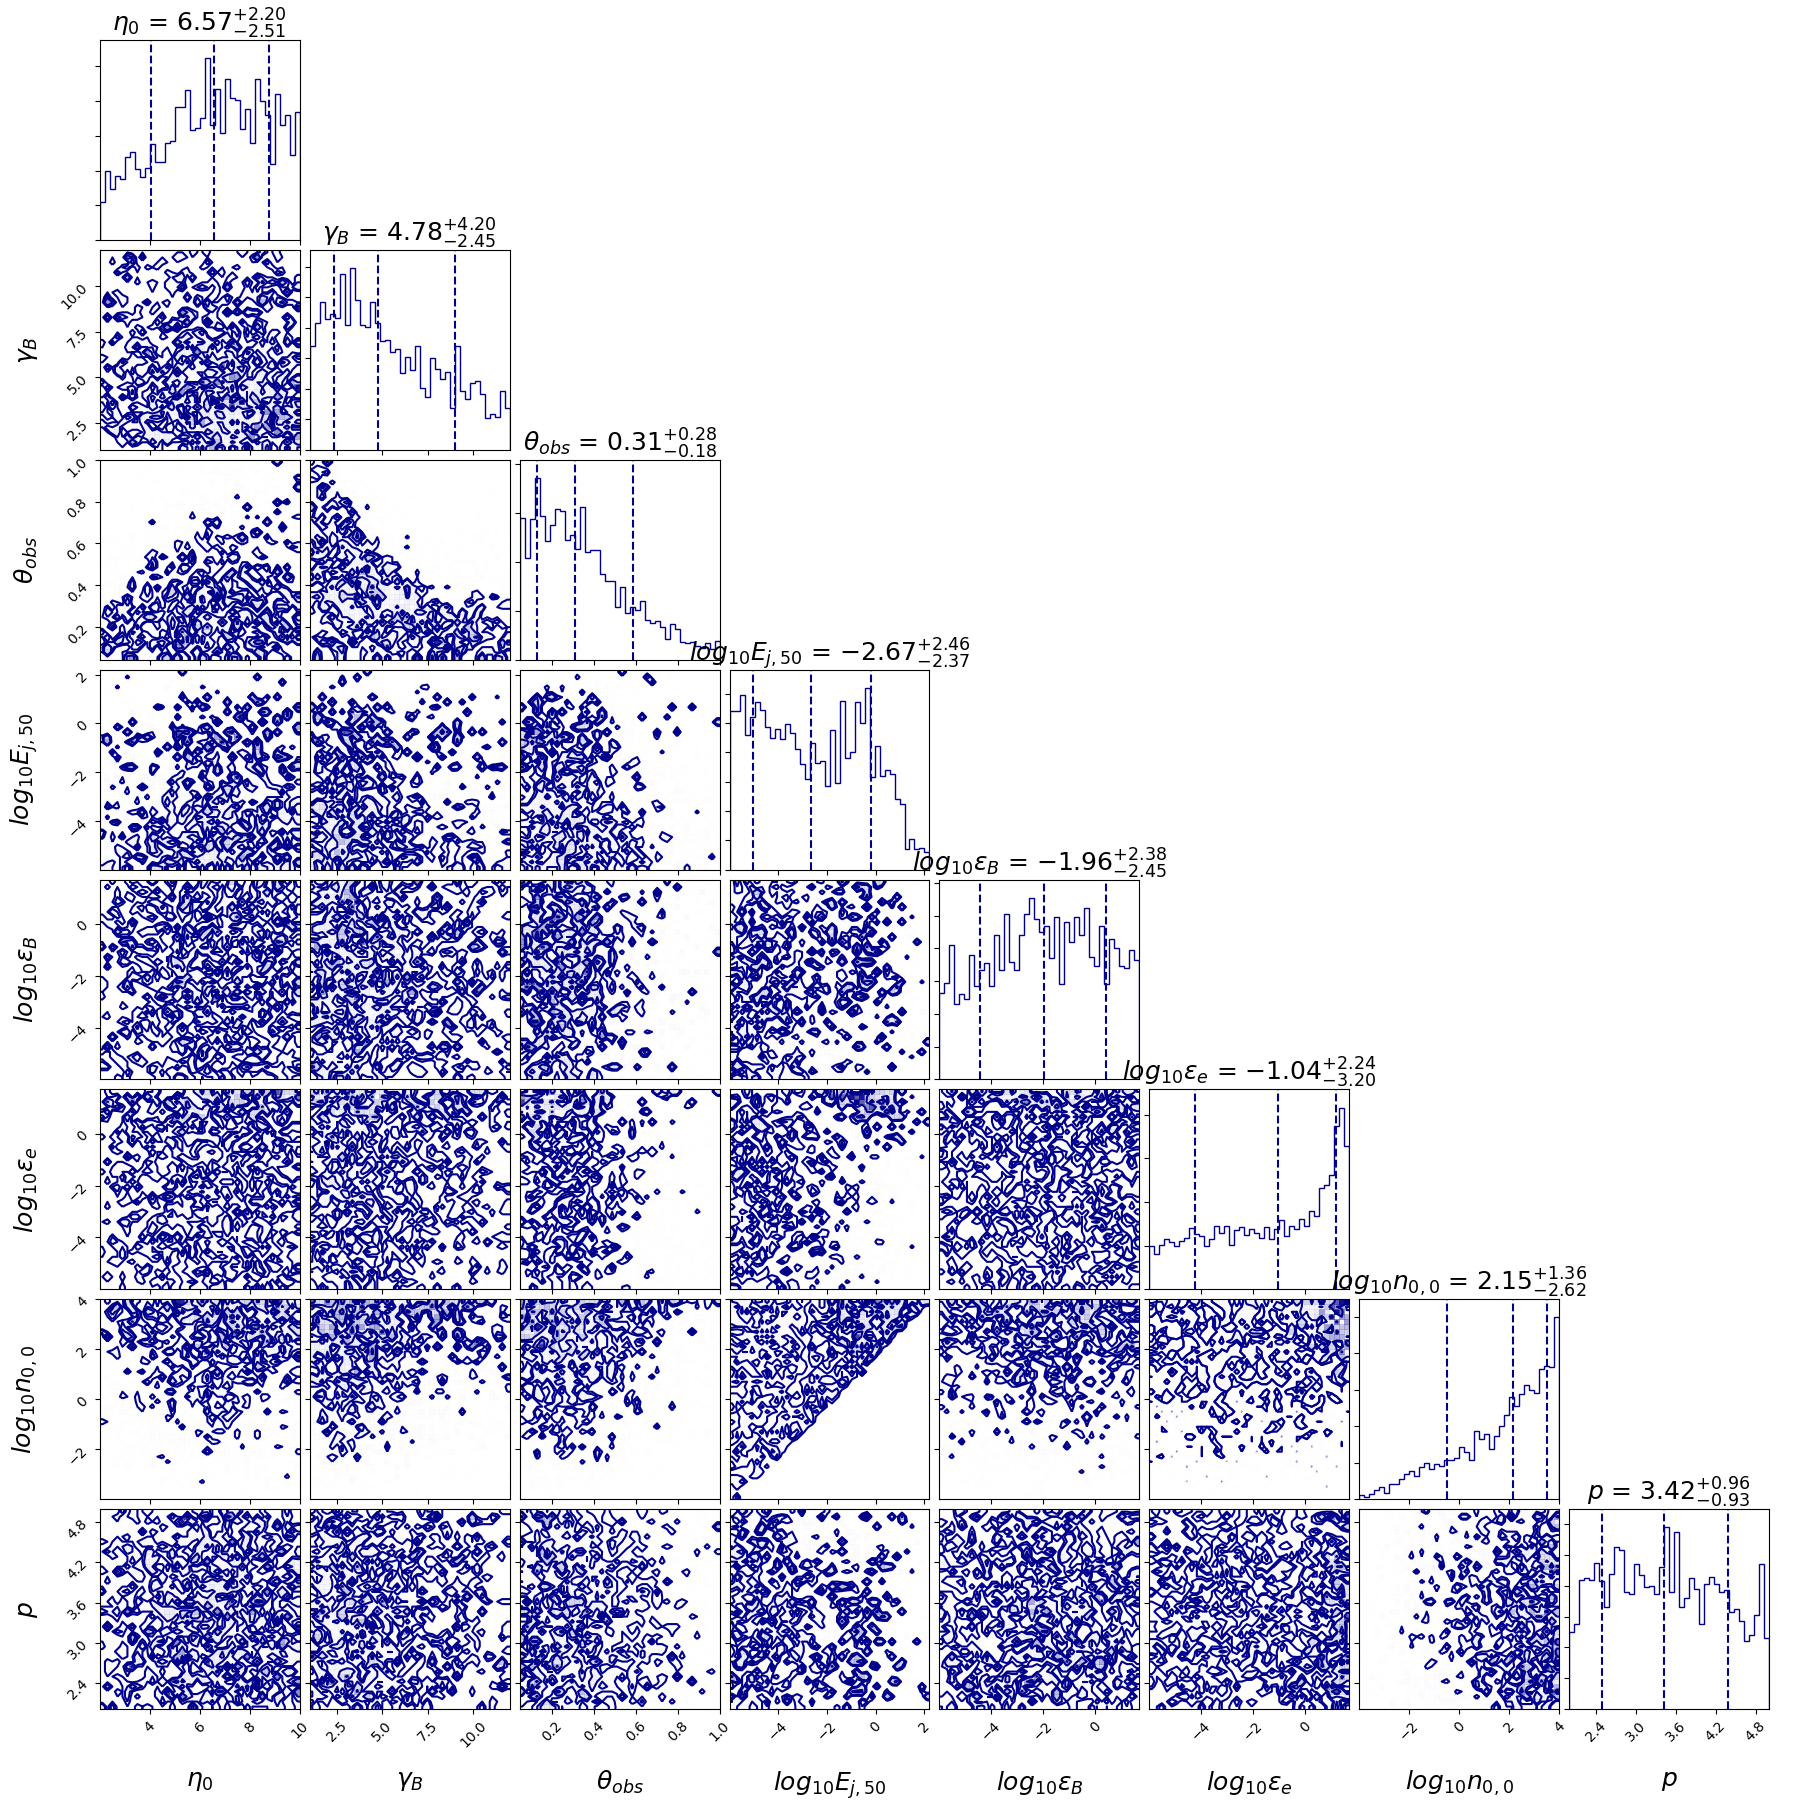 η₀ = 6.57+2.20−2.51
γB = 4.78+4.20−2.45
10.0
7.5
5.0
2.5
γB
θobs = 0.31+0.28−0.18
1.0
0.8
0.6
0.4
0.2
θobs
log10Ej, 50 = −2.67+2.46−2.37
2
0
−2
−4
log10Ej, 50
log10εB = −1.96+2.38−2.45
0
−2
−4
log10εB
log10εe = −1.04+2.24−3.20
0
−2
−4
log10εe
log10n0, 0 = 2.15+1.36−2.62
4
2
0
−2
log10n0, 0
p = 3.42+0.96−0.93
4.8
4.2
3.6
3.0
2.4
p
4 6 8 10 2.5 5.0 7.5 10.0 0.2 0.4 0.6 0.8 1.0 −4 −2 0 2 −4 −2 0 −4 −2 0 −2 0 2 4 2.4 3.0 3.6 4.2 4.8
η₀ γB θobs log10Ej, 50 log10εB log10εe log10n0, 0 p